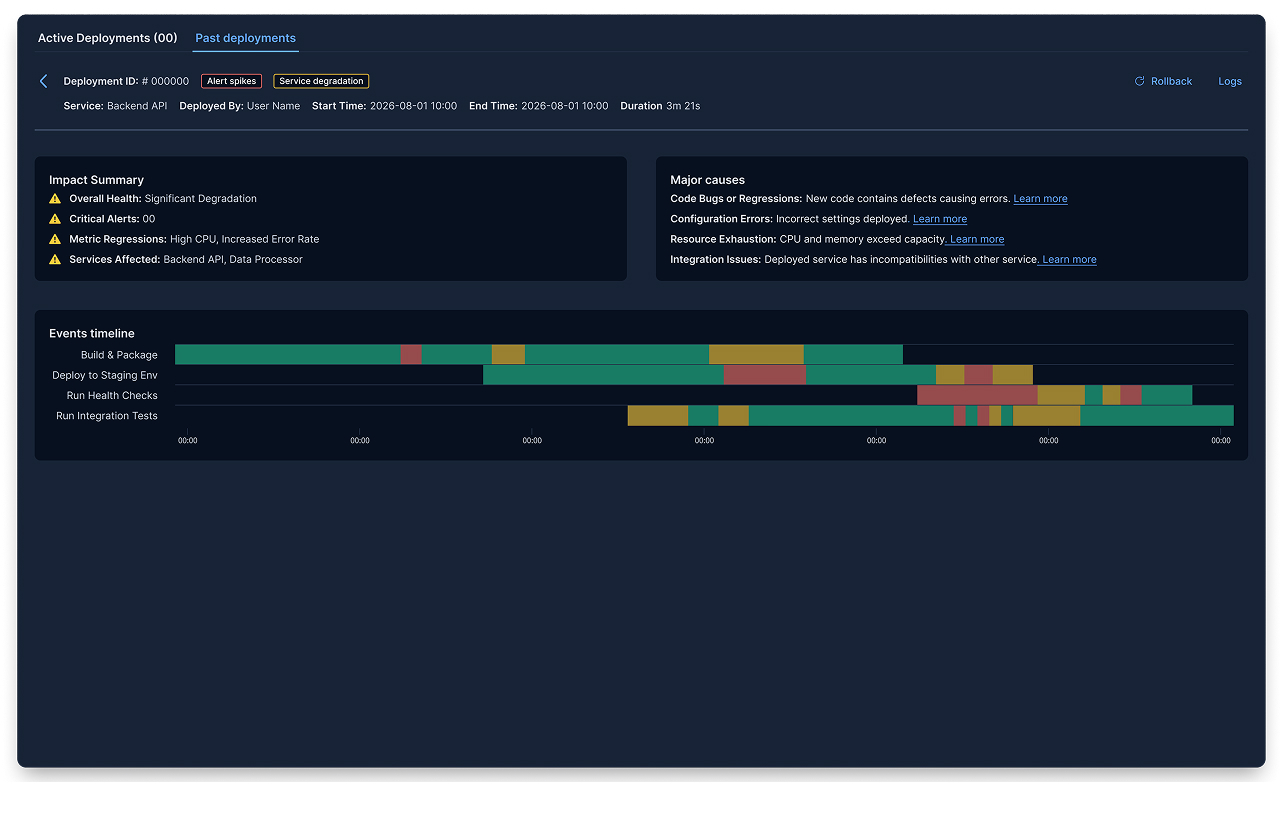 Active Deployments (00) Past deployments
Deployment ID: # 000000 Alert spikes Service degradation Rollback Logs
Service: Backend API Deployed By: User Name Start Time: 2026-08-01 10:00 End Time: 2026-08-01 10:00 Duration 3m 21s
Impact Summary
Overall Health: Significant Degradation
Critical Alerts: 00
Metric Regressions: High CPU, Increased Error Rate
Services Affected: Backend API, Data Processor
Major causes
Code Bugs or Regressions: New code contains defects causing errors. Learn more
Configuration Errors: Incorrect settings deployed. Learn more
Resource Exhaustion: CPU and memory exceed capacity. Learn more
Integration Issues: Deployed service has incompatibilities with other service. Learn more
Events timeline
Build & Package
Deploy to Staging Env
Run Health Checks
Run Integration Tests
00:00 00:00 00:00 00:00 00:00 00:00 00:00